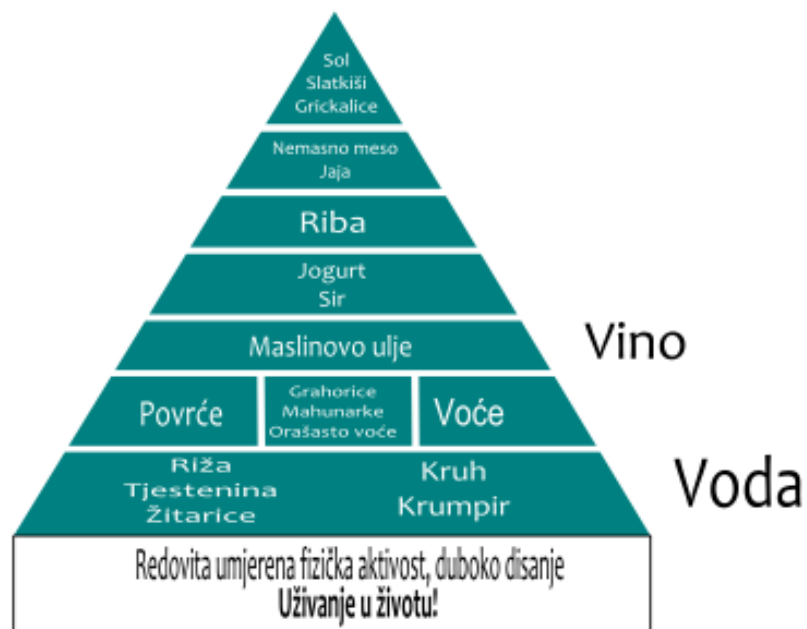 Sol
Slatkiši
Grickalice
Nemasno meso
Jaja
Riba
Jogurt
Sir
Maslinovo ulje
Vino
Povrće
Grahorice
Mahunarke
Orašasto voće
Voće
Riža
Tjestenina
Žitarice
Kruh
Krumpir
Voda
Redovita umjerena fizička aktivost, duboko disanje
Uživanje u životu!